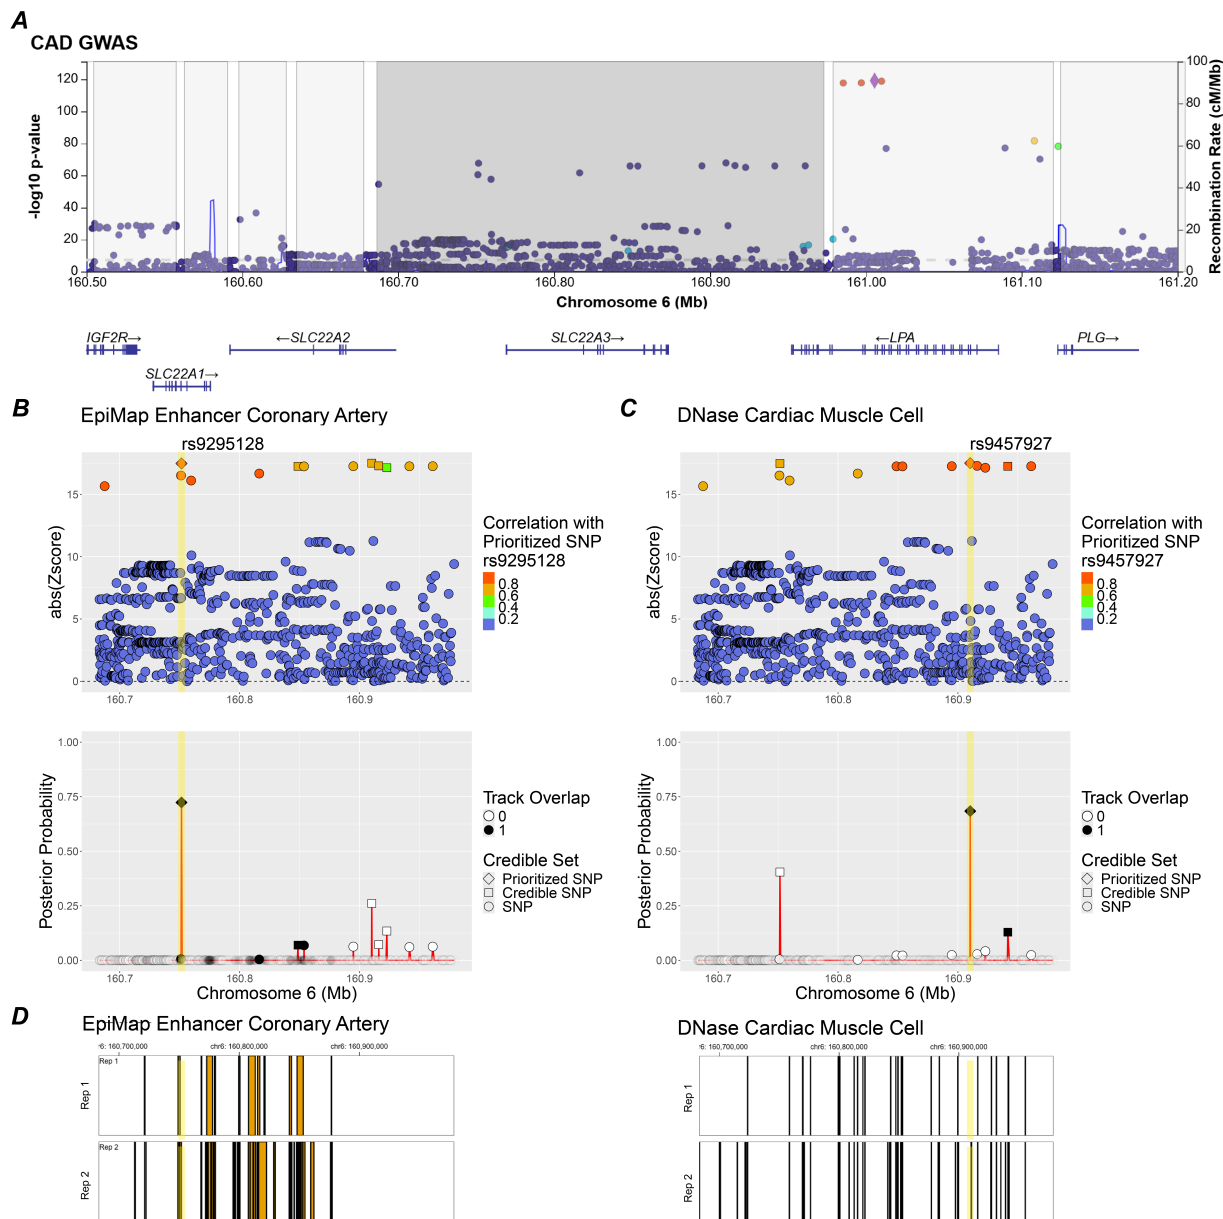 A
CAD GWAS
-log10 p-value
120
100
80
60
40
20
0
100
80
60
40
20
0
Recombination Rate (cM/Mb)
160.50
160.60
160.70
160.80
160.90
161.00
161.10
161.20
Chromosome 6 (Mb)
IGF2R→
←SLC22A2
SLC22A3→
←LPA
PLG→
SLC22A1→
B
EpiMap Enhancer Coronary Artery
rs9295128
abs(Zscore)
15
10
5
0
160.7
160.8
160.9
Correlation with
Prioritized SNP
rs9295128
0.8
0.6
0.4
0.2
Posterior Probability
1.00
0.75
0.50
0.25
0.00
160.7
160.8
160.9
Chromosome 6 (Mb)
Track Overlap
0
1
Credible Set
Prioritized SNP
Credible SNP
SNP
C
DNase Cardiac Muscle Cell
rs9457927
abs(Zscore)
15
10
5
0
160.7
160.8
160.9
Correlation with
Prioritized SNP
rs9457927
0.8
0.6
0.4
0.2
Posterior Probability
1.00
0.75
0.50
0.25
0.00
160.7
160.8
160.9
Chromosome 6 (Mb)
Track Overlap
0
1
Credible Set
Prioritized SNP
Credible SNP
SNP
D
EpiMap Enhancer Coronary Artery
6: 160,700,000
chr6: 160,800,000
chr6: 160,900,000
Rep 1
Rep 1
Rep 2
Rep 2
DNase Cardiac Muscle Cell
6: 160,700,000
chr6: 160,800,000
chr6: 160,900,000
Rep 1
Rep 2